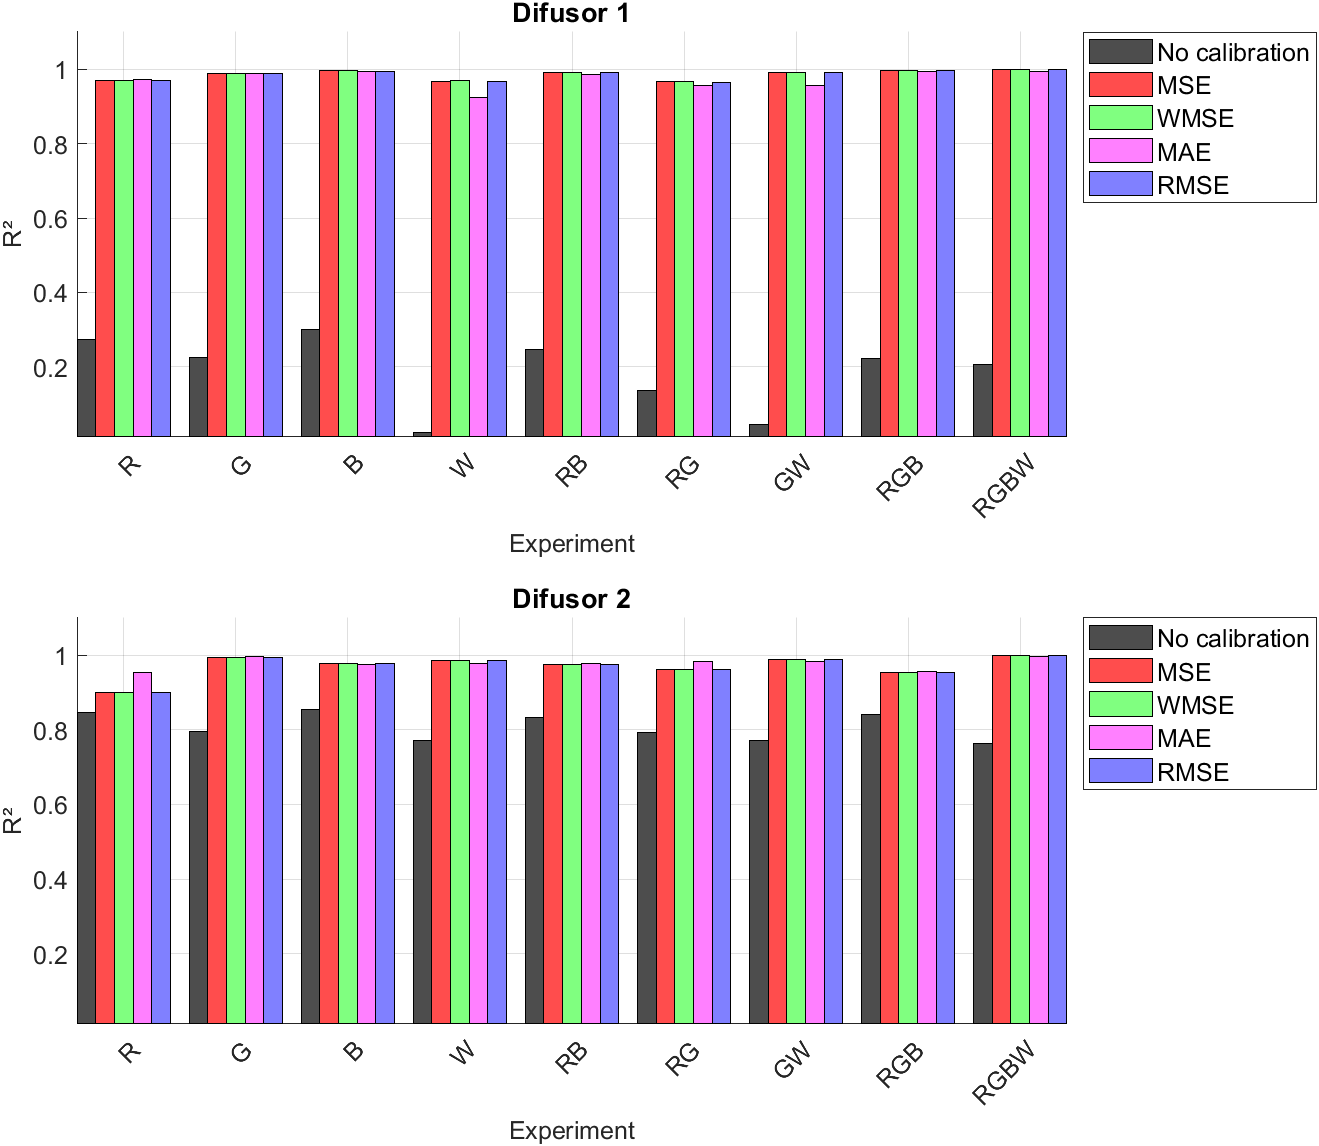 Difusor 1
1
0.8
0.6
0.4
0.2
R²
R
G
B
W
RB
RG
GW
RGB
RGBW
Experiment
No calibration
MSE
WMSE
MAE
RMSE
Difusor 2
1
0.8
0.6
0.4
0.2
R²
R
G
B
W
RB
RG
GW
RGB
RGBW
Experiment
No calibration
MSE
WMSE
MAE
RMSE